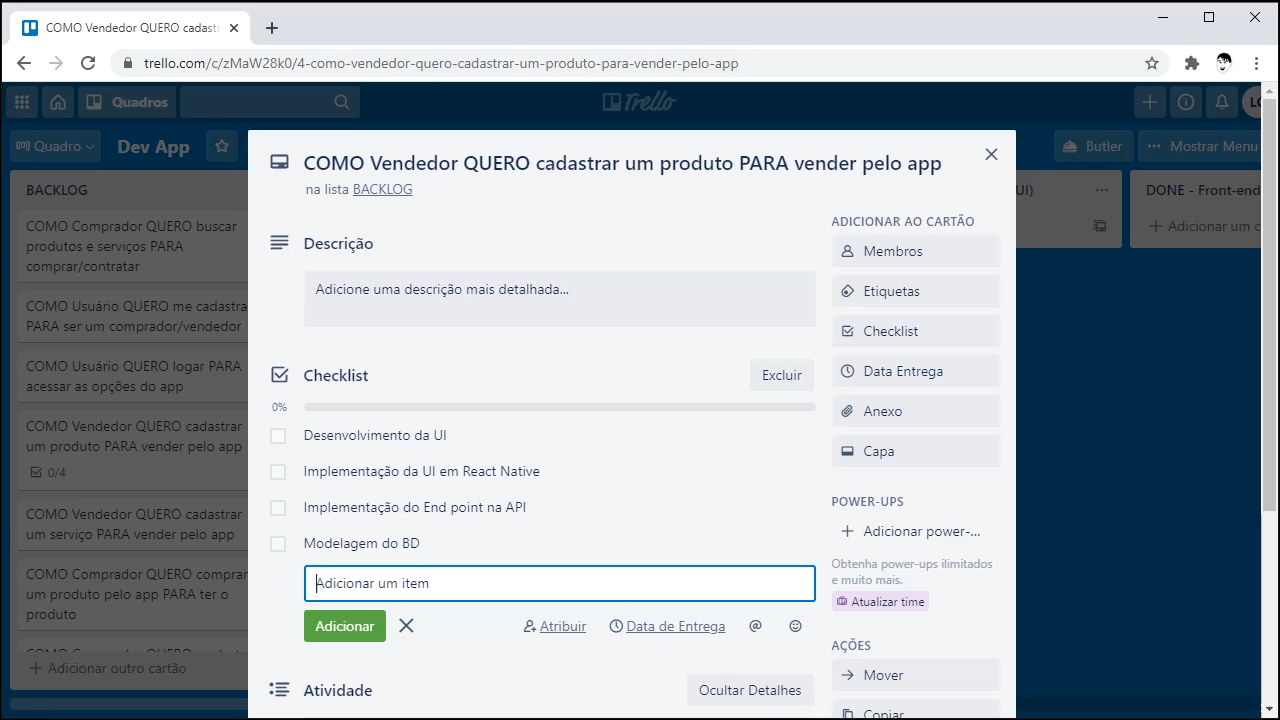 COMO Vendedor QUERO cadast
trello.com/c/zMaW28k0/4-como-vendedor-quero-cadastrar-um-produto-para-vender-pelo-app
Quadros
Trello
Quadro
Dev App
Butler
Mostrar Menu
BACKLOG
COMO Comprador QUERO buscar
produtos e serviços PARA
comprar/contratar
COMO Usuário QUERO me cadastra
PARA ser um comprador/vendedor
COMO Usuário QUERO logar PARA
acessar as opções do app
COMO Vendedor QUERO cadastrar
um produto PARA vender pelo app
0/4
COMO Vendedor QUERO cadastrar
um serviço PARA vender pelo app
COMO Comprador QUERO comprar
um produto pelo app PARA ter o
produto
Adicionar outro cartão
COMO Vendedor QUERO cadastrar um produto PARA vender pelo app
na lista BACKLOG
Descrição
Adicione uma descrição mais detalhada...
Checklist
Excluir
0%
Desenvolvimento da UI
Implementação da UI em React Native
Implementação do End point na API
Modelagem do BD
Adicionar um item
Adicionar
Atribuir
Data de Entrega
@
Atividade
Ocultar Detalhes
ADICIONAR AO CARTÃO
Membros
Etiquetas
Checklist
Data Entrega
Anexo
Capa
POWER-UPS
Adicionar power-...
Obtenha power-ups ilimitados
e muito mais.
Atualizar time
AÇÕES
Mover
Copiar
UI)
DONE - Front-end
Adicionar um c